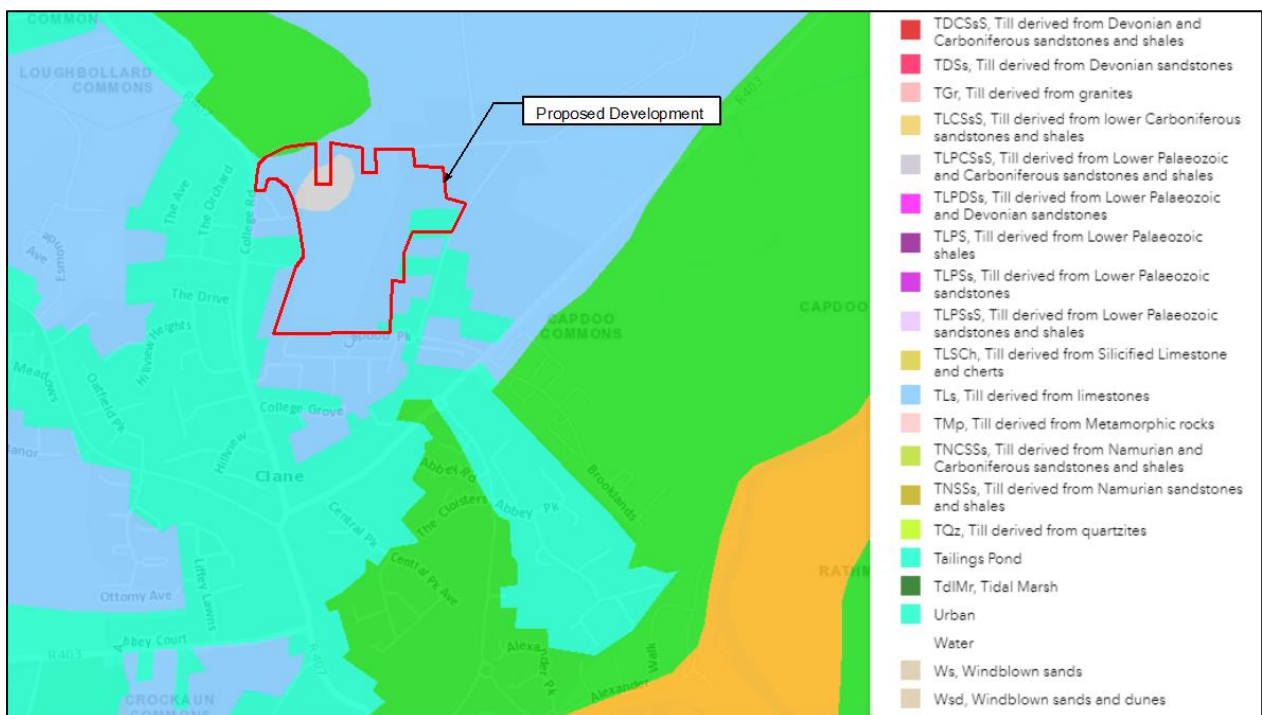 COMMON
LOUGHBOLLARD
COMMONS
R407
R403
Proposed Development
The Ave
The Orchard
College Rd
Esmonde
Ave
The Drive
Hillview Heights
Meadows
Oatfield Pk
Capdoo Pk
CAPDOO
COMMONS
CAPDOO
College Grove
Hillview
Manor
Clane
Abbey Rd
The Cloisters
Abbey Pk
Brooklands
Central Pk
Central Pk Ave
Liffey Lawns
Ottomy Ave
Abbey Court
R403
R407
Alexander Pk
Alexander Walk
RATHM
CROCKAUN
COMMONS
TDCSsS, Till derived from Devonian and
Carboniferous sandstones and shales
TDSs, Till derived from Devonian sandstones
TGr, Till derived from granites
TLCSsS, Till derived from lower Carboniferous
sandstones and shales
TLPCSsS, Till derived from Lower Palaeozoic
and Carboniferous sandstones and shales
TLPDSs, Till derived from Lower Palaeozoic
and Devonian sandstones
TLPS, Till derived from Lower Palaeozoic
shales
TLPSs, Till derived from Lower Palaeozoic
sandstones
TLPSsS, Till derived from Lower Palaeozoic
sandstones and shales
TLSCh, Till derived from Silicified Limestone
and cherts
TLs, Till derived from limestones
TMp, Till derived from Metamorphic rocks
TNCSSs, Till derived from Namurian and
Carboniferous sandstones and shales
TNSSs, Till derived from Namurian sandstones
and shales
TQz, Till derived from quartzites
Tailings Pond
TdlMr, Tidal Marsh
Urban
Water
Ws, Windblown sands
Wsd, Windblown sands and dunes